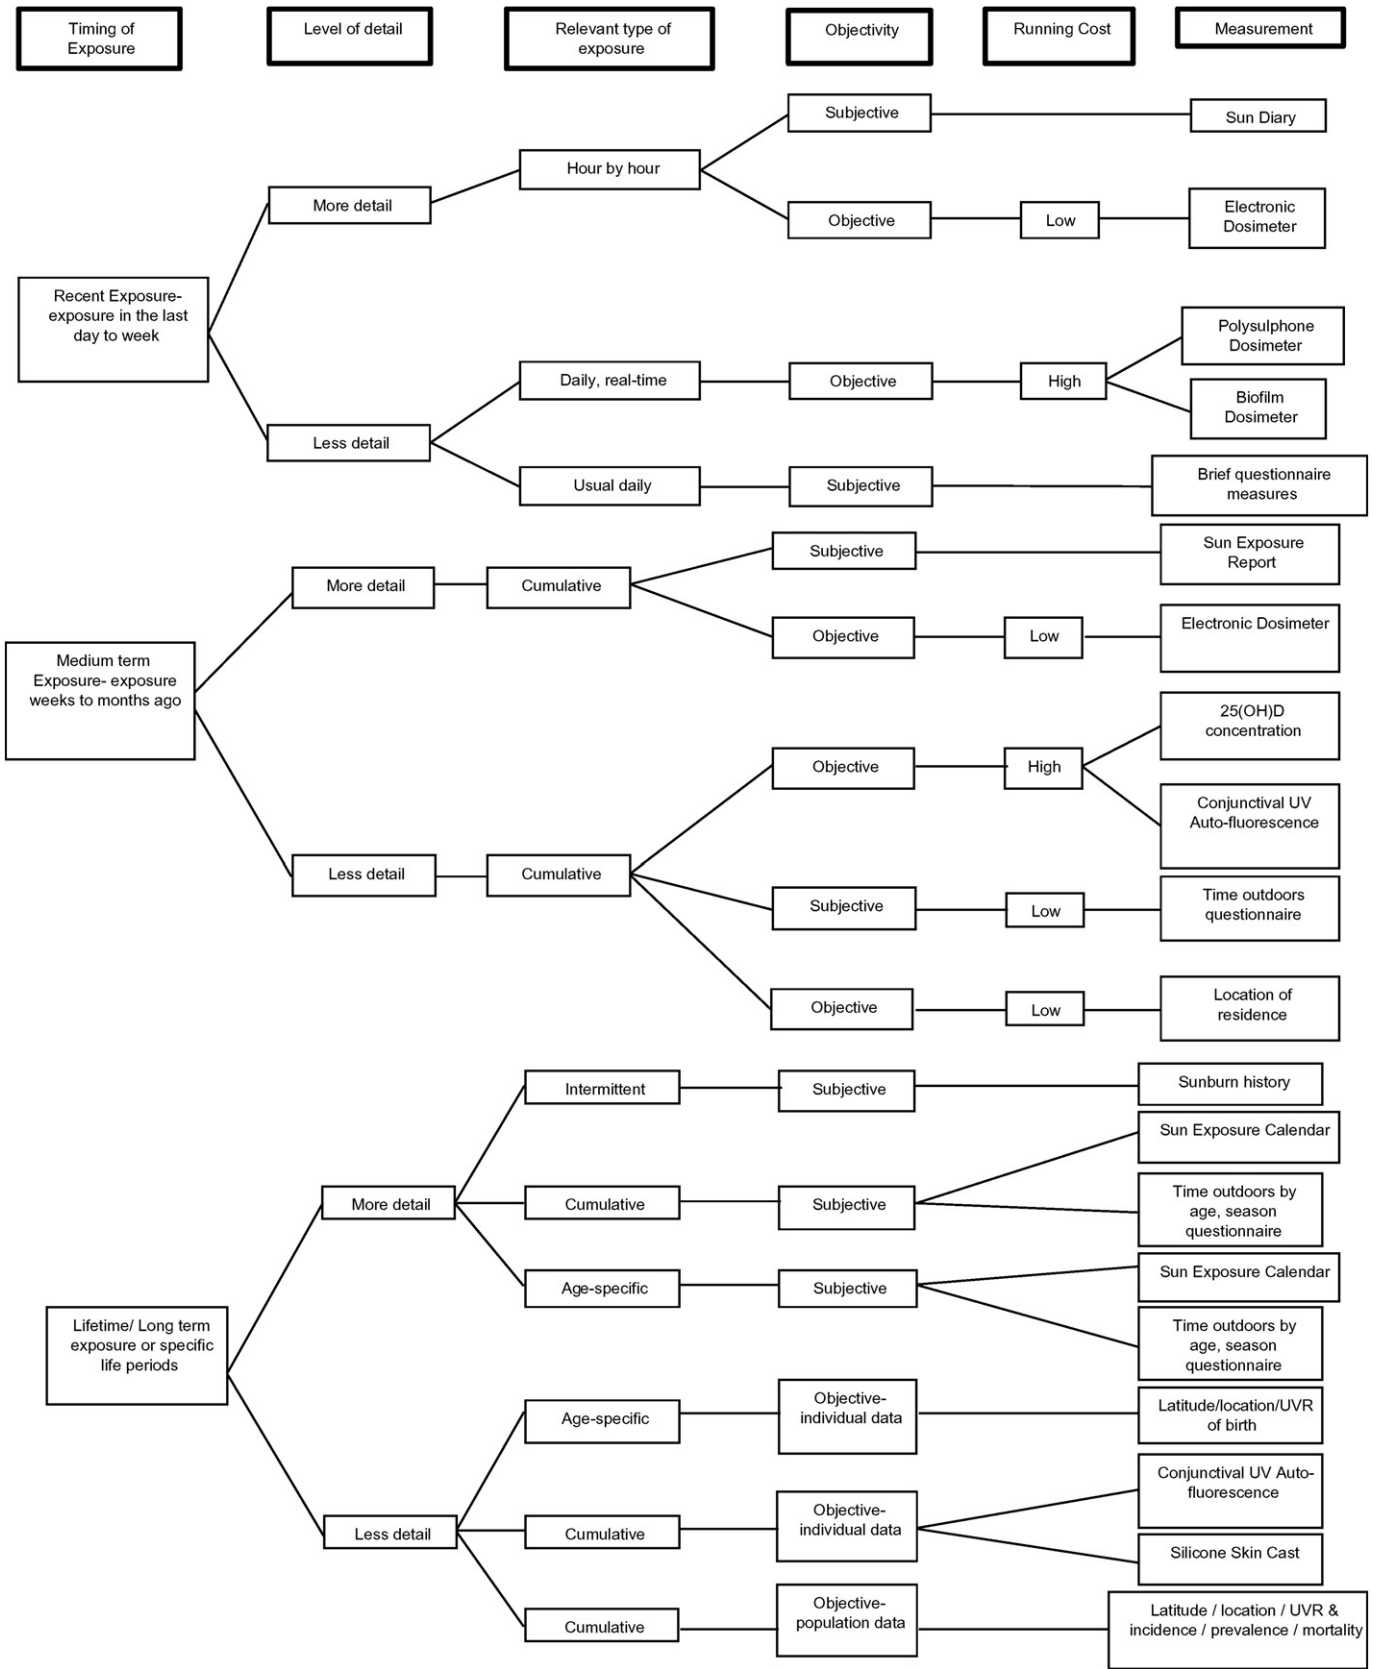 Timing of
Exposure
Level of detail
Relevant type of
exposure
Objectivity
Running Cost
Measurement
Subjective
Sun Diary
Hour by hour
More detail
Objective
Low
Electronic
Dosimeter
Recent Exposure-
exposure in the last
day to week
Polysulphone
Dosimeter
Daily, real-time
Objective
High
Biofilm
Dosimeter
Less detail
Usual daily
Subjective
Brief questionnaire
measures
Subjective
Sun Exposure
Report
More detail
Cumulative
Objective
Low
Electronic Dosimeter
Medium term
Exposure- exposure
weeks to months ago
25(OH)D
concentration
Objective
High
Conjunctival UV
Auto-fluorescence
Less detail
Cumulative
Subjective
Low
Time outdoors
questionnaire
Objective
Low
Location of
residence
Intermittent
Subjective
Sunburn history
Sun Exposure Calendar
More detail
Cumulative
Subjective
Time outdoors by
age, season
questionnaire
Age-specific
Subjective
Sun Exposure Calendar
Time outdoors by
age, season
questionnaire
Lifetime/ Long term
exposure or specific
life periods
Age-specific
Objective-
individual data
Latitude/location/UVR
of birth
Conjunctival UV Auto-
fluorescence
Less detail
Cumulative
Objective-
individual data
Silicone Skin Cast
Cumulative
Objective-
population data
Latitude / location / UVR &
incidence / prevalence / mortality